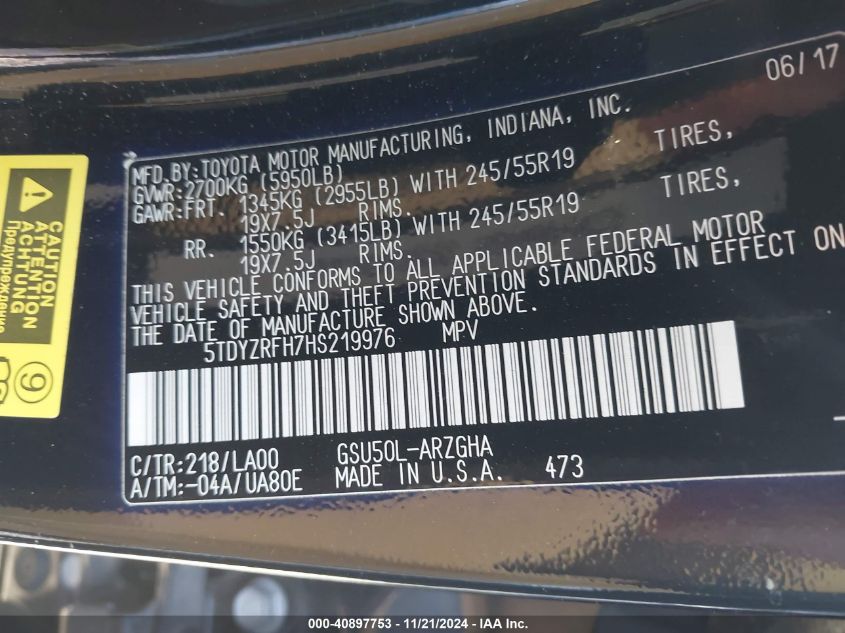 06/17
MFD.BY:TOYOTA MOTOR MANUFACTURING, INDIANA, INC.
GVWR:2700KG (5950LB)
GAWR:FRT. 1345KG (2955LB) WITH 245/55R19 TIRES,
19X7.5J RIMS.
RR. 1550KG (3415LB) WITH 245/55R19 TIRES,
19X7.5J RIMS.
THIS VEHICLE CONFORMS TO ALL APPLICABLE FEDERAL MOTOR
VEHICLE SAFETY AND THEFT PREVENTION STANDARDS IN EFFECT ON
THE DATE OF MANUFACTURE SHOWN ABOVE.
5TDYZRFH7HS219976 MPV
C/TR:218/LA00 GSU50L-ARZGHA
A/TM:-04A/UA80E MADE IN U.S.A. 473
CAUTION
ATTENTION
ACHTUNG
Предупреждение
9
000-40897753 - 11/21/2024 - IAA Inc.